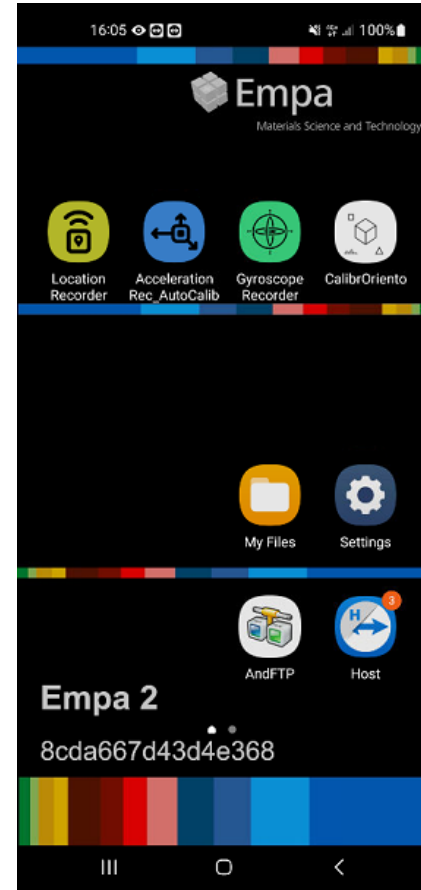 16:05
100%
Empa
Materials Science and Technology
Location
Recorder
Acceleration
Rec_AutoCalib
Gyroscope
Recorder
CalibrOriento
My Files
Settings
3
H
AndFTP
Host
Empa 2
8cda667d43d4e368